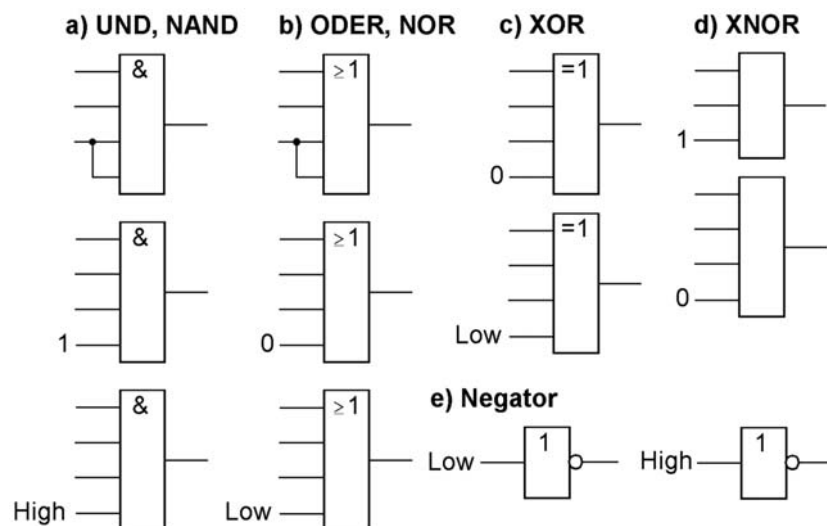 a) UND, NAND
b) ODER, NOR
c) XOR
d) XNOR
&
≥1
=1
1
0
&
≥1
=1
1
0
Low
0
&
≥1
High
Low
e) Negator
Low
1
High
1